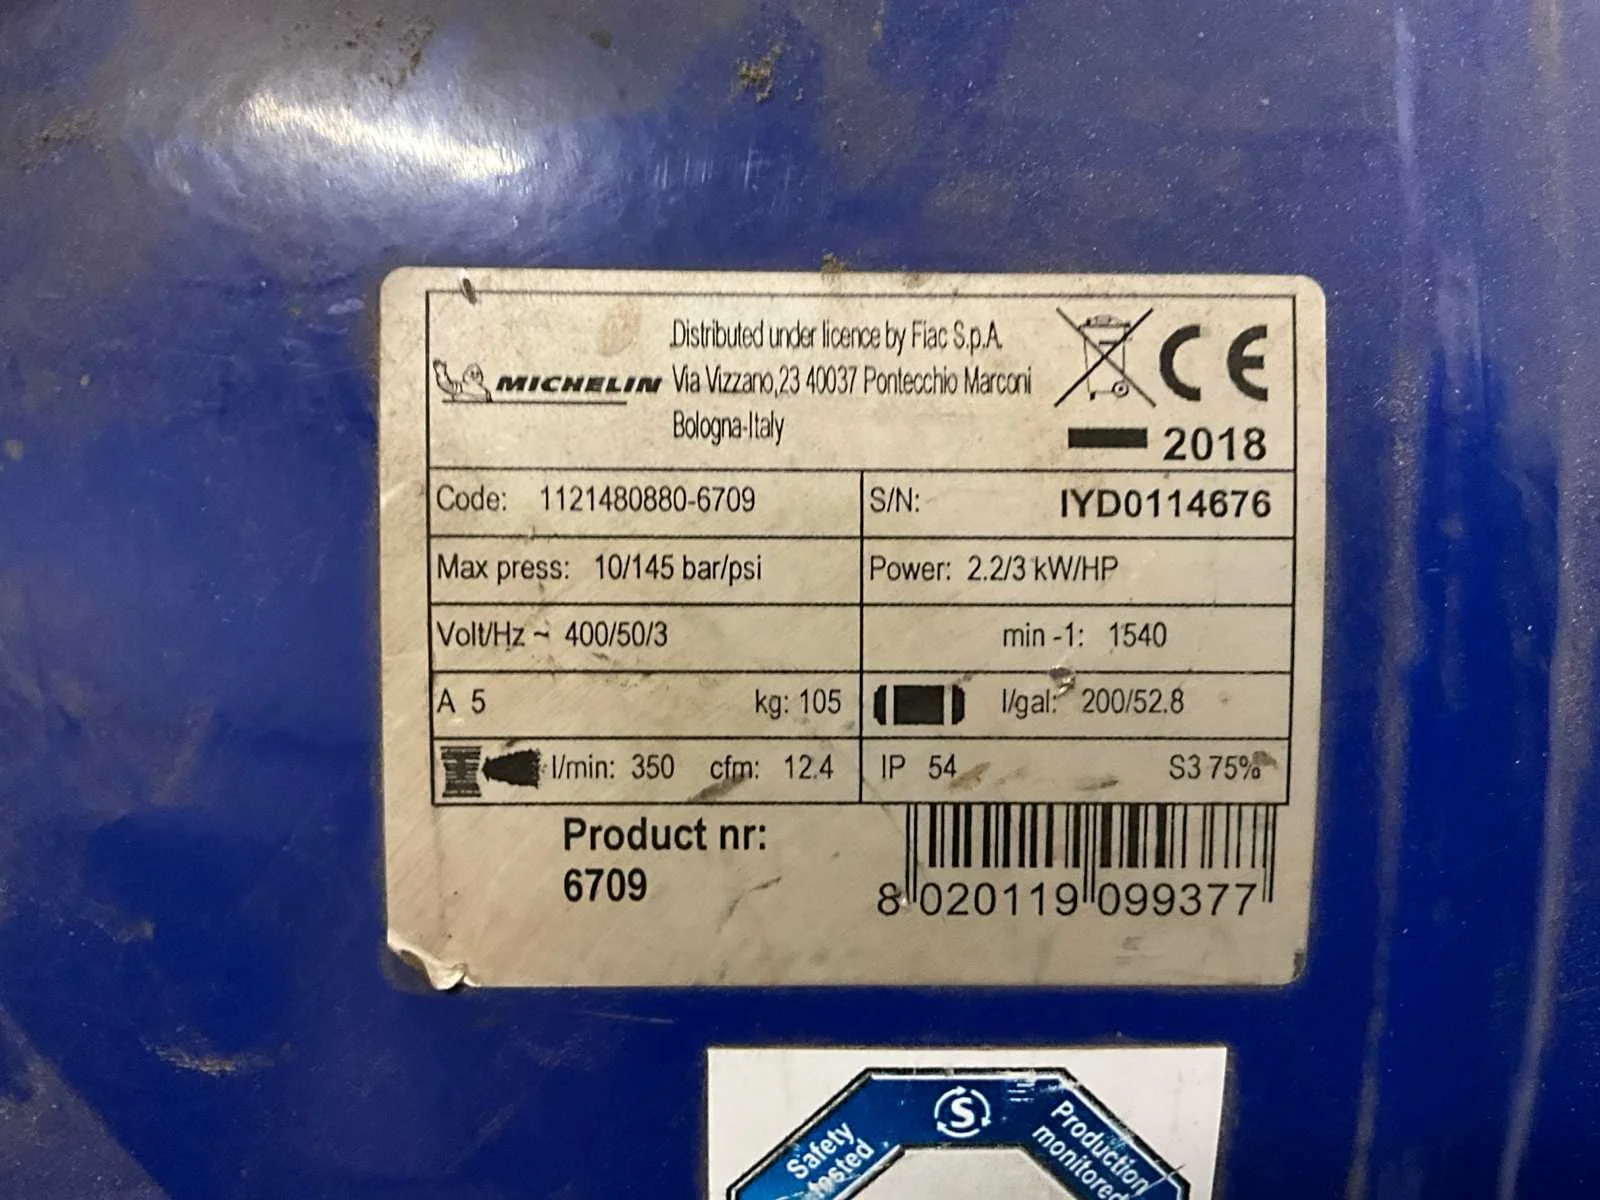 Distributed under licence by Fiac S.p.A.
MICHELIN Via Vizzano,23 40037 Pontecchio Marconi
Bologna-Italy
CE
2018
Code: 1121480880-6709 S/N: IYD0114676
Max press: 10/145 bar/psi Power: 2.2/3 kW/HP
Volt/Hz ~ 400/50/3 min -1: 1540
A 5 kg: 105 l/gal: 200/52.8
l/min: 350 cfm: 12.4 IP 54 S3 75%
Product nr:
6709
8 020119 099377
S
Safety
tested
Production
monitored